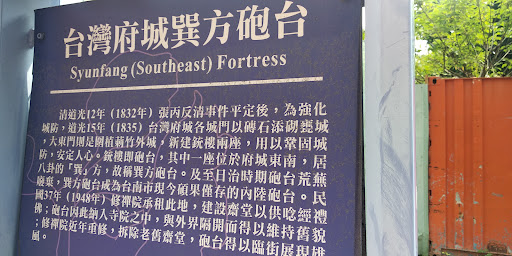 台灣府城巽方砲台
Syunfang (Southeast) Fortress
清道光12年（1832年）張丙反清事件平定後，為強化
城防，道光15年（1835）台灣府城各城門以磚石添砌甕城
，大東門則是圍植莿竹外城，新建銃樓兩座，用以鞏固城
防，安定人心。銃樓即砲台，其中一座位於府城東南，居
八卦的「巽」方，故稱巽方砲台。及至日治時期砲台荒蕪
廢棄，巽方砲台成為台南市現今碩果僅存的內陸砲台。民
國37年（1948年）修禪院承租此地，建設齋堂以供唸經禮
佛；砲台因此納入寺院之中，與外界隔開而得以維持舊貌
；修禪院近年重修，拆除老舊齋堂，砲台得以臨街展現雄
風。